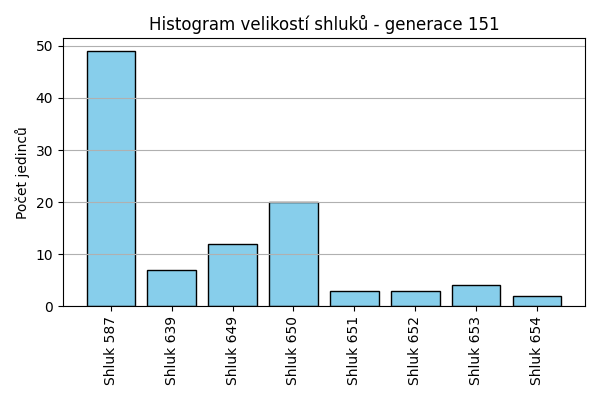 Histogram velikostí shluků - generace 151
Počet jedinců
50
40
30
20
10
0
Shluk 587
Shluk 639
Shluk 649
Shluk 650
Shluk 651
Shluk 652
Shluk 653
Shluk 654